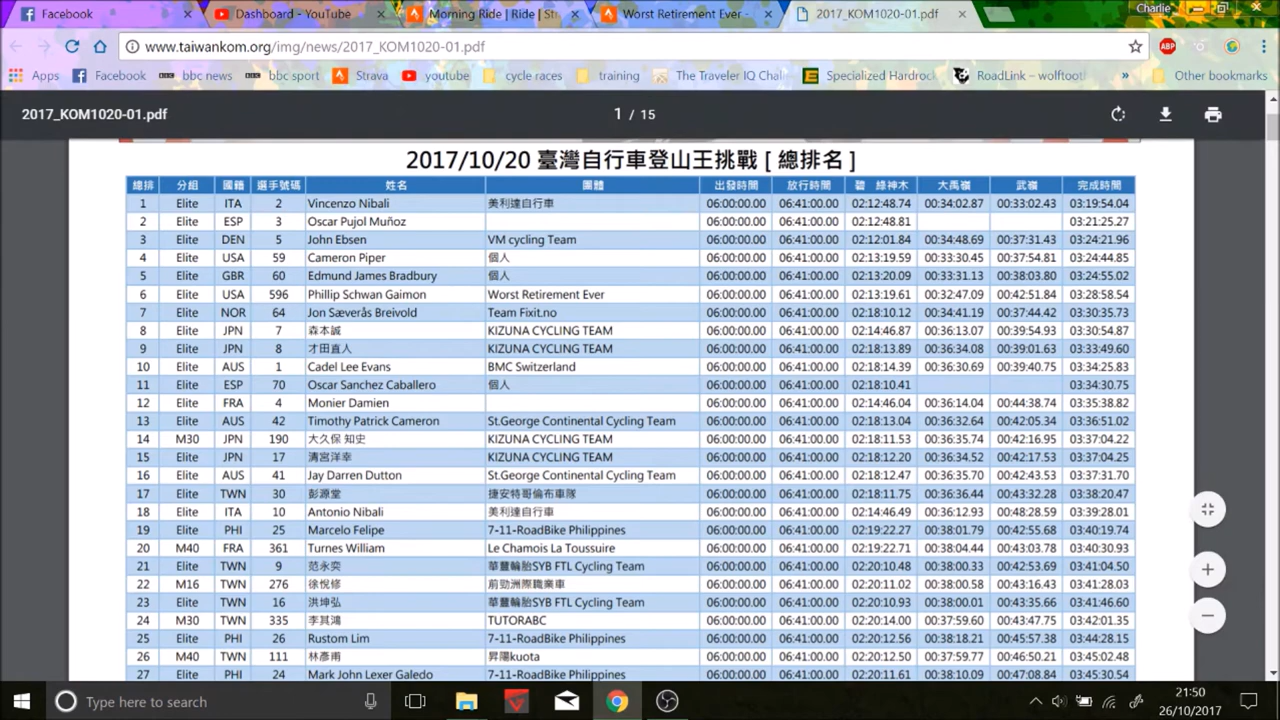 Facebook
Dashboard - YouTube
Morning Ride | Ride | St
Worst Retirement Ever -
2017_KOM1020-01.pdf
Charlie
www.taiwankom.org/img/news/2017_KOM1020-01.pdf
ABP
Apps Facebook bbc news bbc sport Strava youtube cycle races training The Traveler IQ Chal Specialized Hardroc RoadLink – wolftoot » Other bookmarks
2017_KOM1020-01.pdf 1 / 15
2017/10/20 臺灣自行車登山王挑戰 [ 總排名 ]
總排 分組 國籍 選手號碼 姓名 團體 出發時間 放行時間 碧 綠神木 大禹嶺 武嶺 完成時間
1 Elite ITA 2 Vincenzo Nibali 美利達自行車 06:00:00.00 06:41:00.00 02:12:48.74 00:34:02.87 00:33:02.43 03:19:54.04
2 Elite ESP 3 Oscar Pujol Muñoz 06:00:00.00 06:41:00.00 02:12:48.81 03:21:25.27
3 Elite DEN 5 John Ebsen VM cycling Team 06:00:00.00 06:41:00.00 02:12:01.84 00:34:48.69 00:37:31.43 03:24:21.96
4 Elite USA 59 Cameron Piper 個人 06:00:00.00 06:41:00.00 02:13:19.59 00:33:30.45 00:37:54.81 03:24:44.85
5 Elite GBR 60 Edmund James Bradbury 個人 06:00:00.00 06:41:00.00 02:13:20.09 00:33:31.13 00:38:03.80 03:24:55.02
6 Elite USA 596 Phillip Schwan Gaimon Worst Retirement Ever 06:00:00.00 06:41:00.00 02:13:19.61 00:32:47.09 00:42:51.84 03:28:58.54
7 Elite NOR 64 Jon Sæverås Breivold Team Fixit.no 06:00:00.00 06:41:00.00 02:18:10.12 00:34:41.19 00:37:44.42 03:30:35.73
8 Elite JPN 7 森本誠 KIZUNA CYCLING TEAM 06:00:00.00 06:41:00.00 02:14:46.87 00:36:13.07 00:39:54.93 03:30:54.87
9 Elite JPN 8 才田直人 KIZUNA CYCLING TEAM 06:00:00.00 06:41:00.00 02:18:13.89 00:36:34.08 00:39:01.63 03:33:49.60
10 Elite AUS 1 Cadel Lee Evans BMC Switzerland 06:00:00.00 06:41:00.00 02:18:14.39 00:36:30.69 00:39:40.75 03:34:25.83
11 Elite ESP 70 Oscar Sanchez Caballero 個人 06:00:00.00 06:41:00.00 02:18:10.41 03:34:30.75
12 Elite FRA 4 Monier Damien 06:00:00.00 06:41:00.00 02:14:46.04 00:36:14.04 00:44:38.74 03:35:38.82
13 Elite AUS 42 Timothy Patrick Cameron St.George Continental Cycling Team 06:00:00.00 06:41:00.00 02:18:13.04 00:36:32.64 00:42:05.34 03:36:51.02
14 M30 JPN 190 大久保 知史 KIZUNA CYCLING TEAM 06:00:00.00 06:41:00.00 02:18:11.53 00:36:35.74 00:42:16.95 03:37:04.22
15 Elite JPN 17 清宮洋幸 KIZUNA CYCLING TEAM 06:00:00.00 06:41:00.00 02:18:12.20 00:36:34.52 00:42:17.53 03:37:04.25
16 Elite AUS 41 Jay Darren Dutton St.George Continental Cycling Team 06:00:00.00 06:41:00.00 02:18:12.47 00:36:35.70 00:42:43.53 03:37:31.70
17 Elite TWN 30 彭源堂 捷安特哥倫布車隊 06:00:00.00 06:41:00.00 02:18:11.75 00:36:36.44 00:43:32.28 03:38:20.47
18 Elite ITA 10 Antonio Nibali 美利達自行車 06:00:00.00 06:41:00.00 02:14:46.49 00:36:12.93 00:48:28.59 03:39:28.01
19 Elite PHI 25 Marcelo Felipe 7-11-RoadBike Philippines 06:00:00.00 06:41:00.00 02:19:22.27 00:38:01.79 00:42:55.68 03:40:19.74
20 M40 FRA 361 Turnes William Le Chamois La Toussuire 06:00:00.00 06:41:00.00 02:19:22.71 00:38:04.44 00:43:03.78 03:40:30.93
21 Elite TWN 9 范永奕 華豐輪胎SYB FTL Cycling Team 06:00:00.00 06:41:00.00 02:20:10.48 00:38:00.33 00:42:53.69 03:41:04.50
22 M16 TWN 276 徐悅修 前勁洲際職業車 06:00:00.00 06:41:00.00 02:20:11.02 00:38:00.58 00:43:16.43 03:41:28.03
23 Elite TWN 16 洪坤弘 華豐輪胎SYB FTL Cycling Team 06:00:00.00 06:41:00.00 02:20:10.93 00:38:00.01 00:43:35.66 03:41:46.60
24 M30 TWN 335 李其鴻 TUTORABC 06:00:00.00 06:41:00.00 02:20:14.00 00:37:59.60 00:43:47.75 03:42:01.35
25 Elite PHI 26 Rustom Lim 7-11-RoadBike Philippines 06:00:00.00 06:41:00.00 02:20:12.56 00:38:18.21 00:45:57.38 03:44:28.15
26 M40 TWN 111 林彥甫 昇陽kuota 06:00:00.00 06:41:00.00 02:20:12.50 00:37:59.77 00:46:50.21 03:45:02.48
27 Elite PHI 24 Mark John Lexer Galedo 7-11-RoadBike Philippines 06:00:00.00 06:41:00.00 02:20:11.61 00:38:10.09 00:47:08.84 03:45:30.54
Type here to search
21:50
26/10/2017